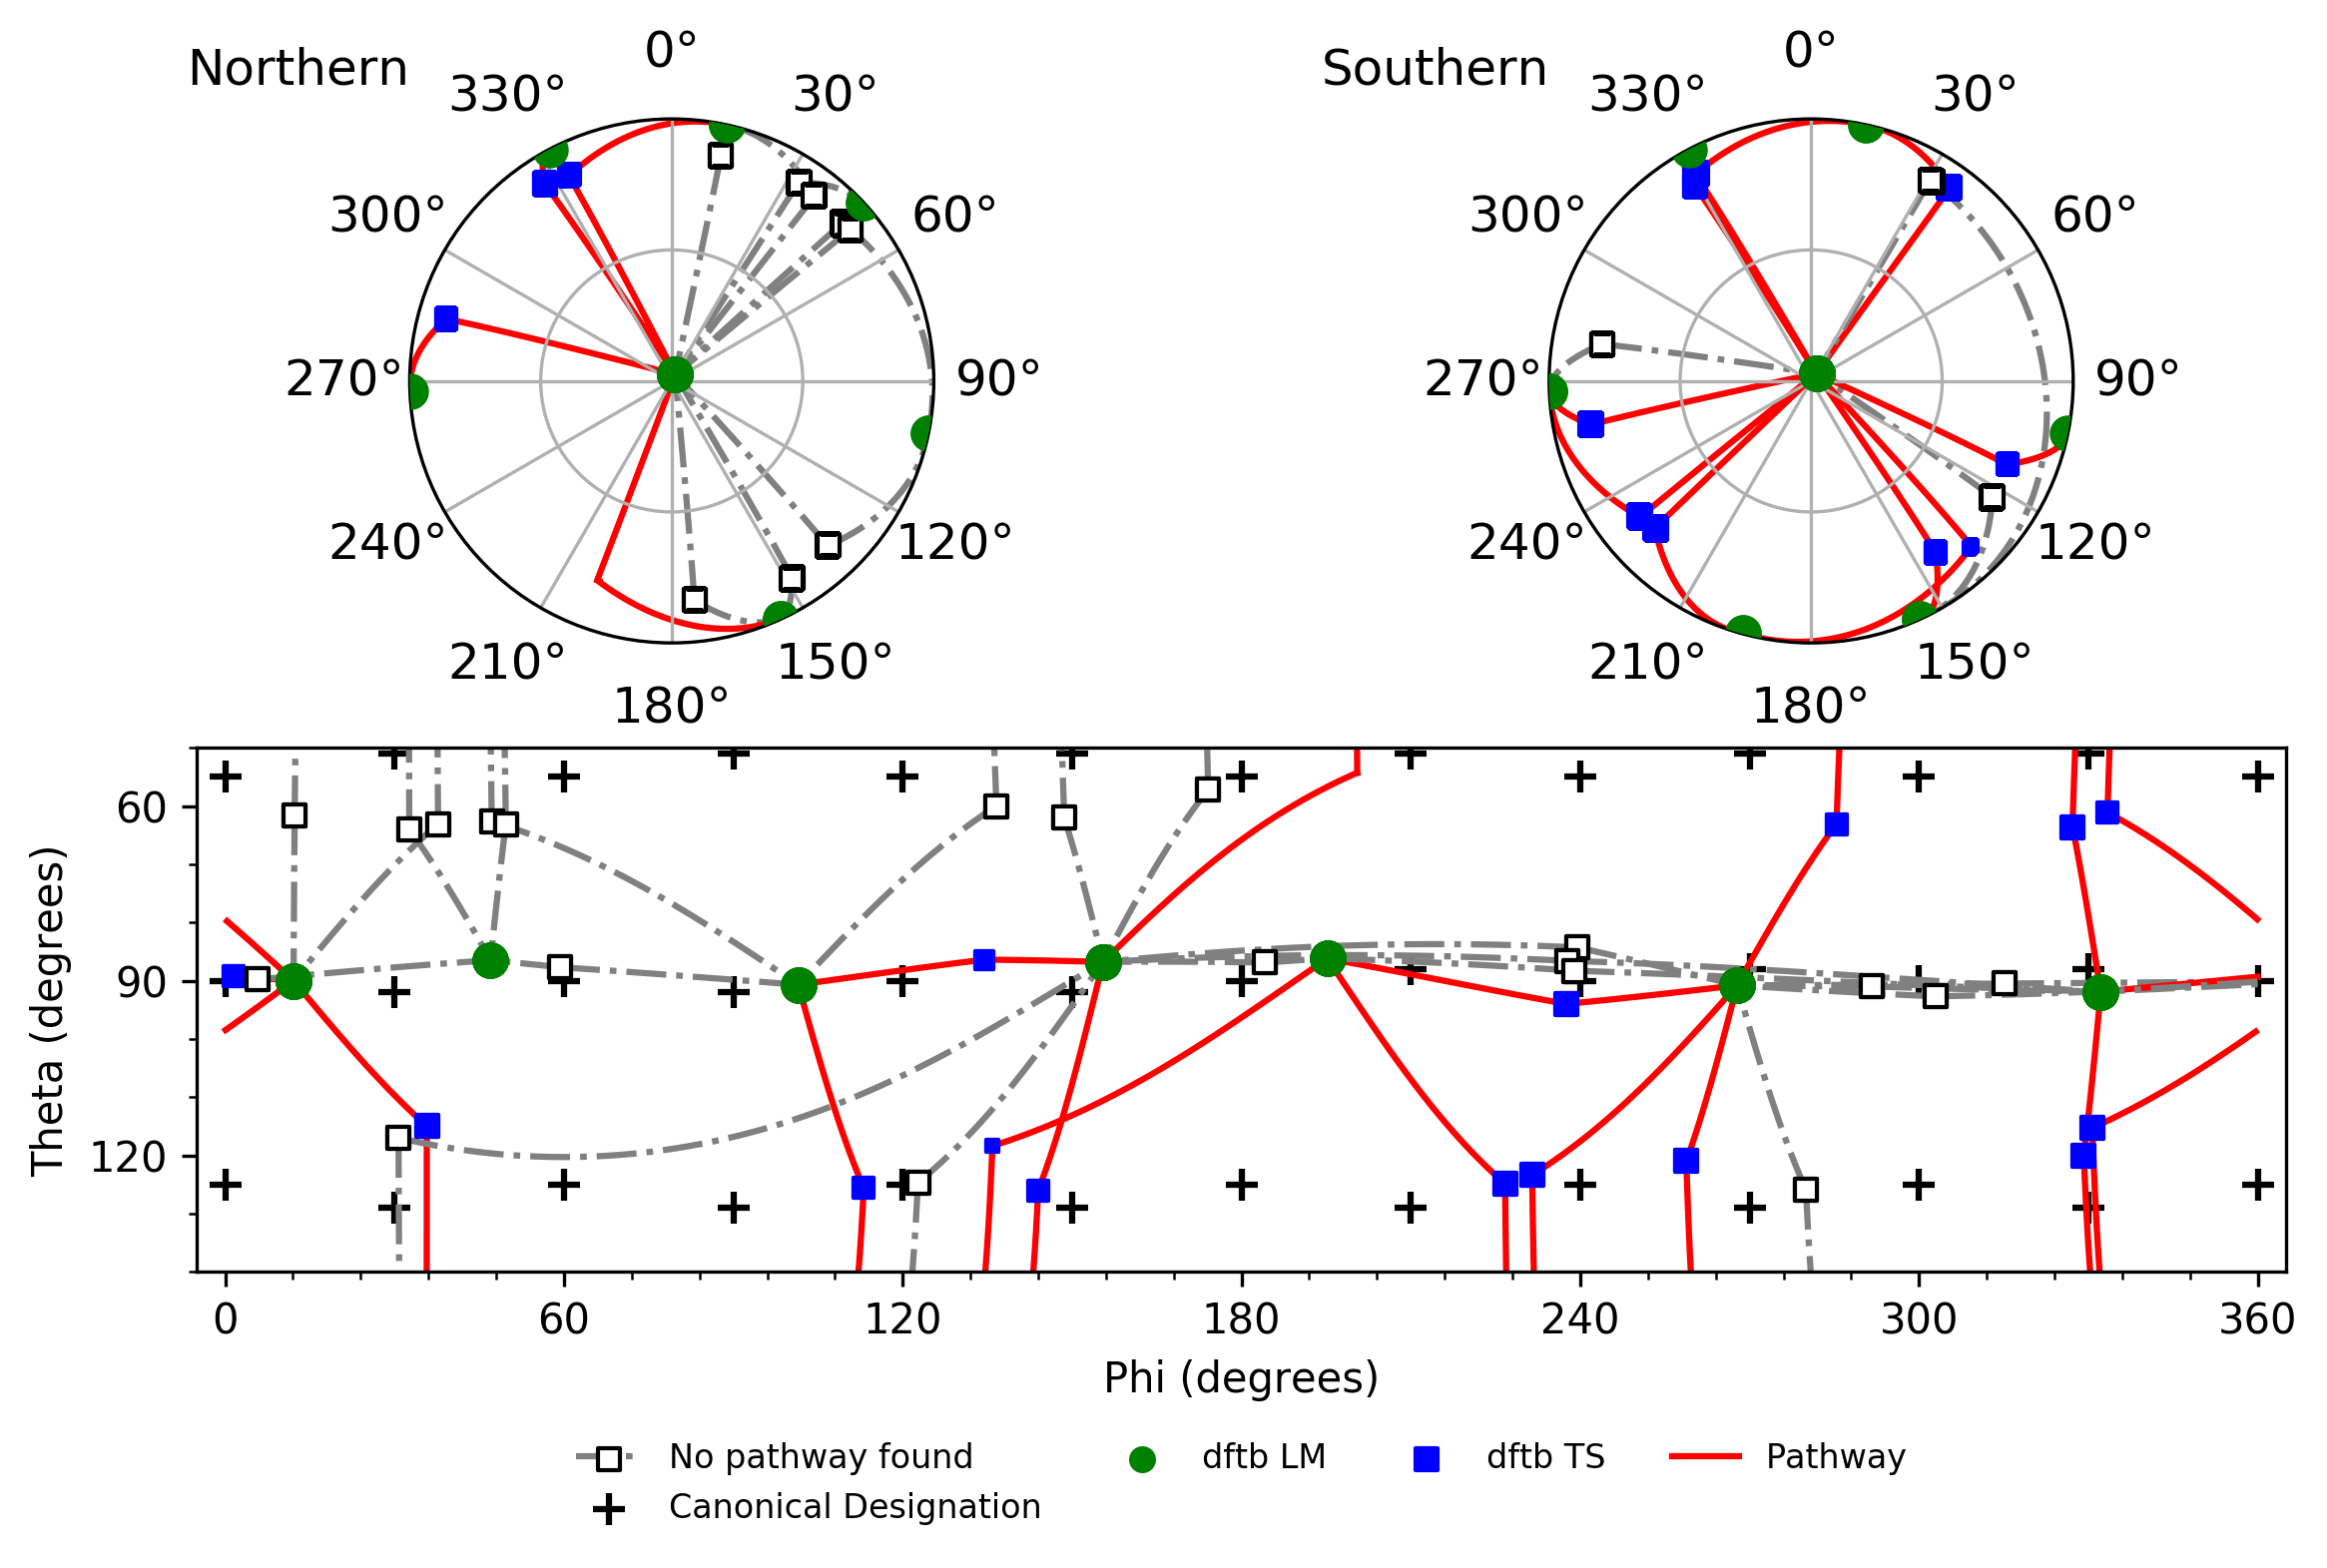 Northern
0°
30°
60°
90°
120°
150°
180°
210°
240°
270°
300°
330°
Southern
0°
30°
60°
90°
120°
150°
180°
210°
240°
270°
300°
330°
Theta (degrees)
60
90
120
0 60 120 180 240 300 360
Phi (degrees)
No pathway found
Canonical Designation
dftb LM
dftb TS
Pathway